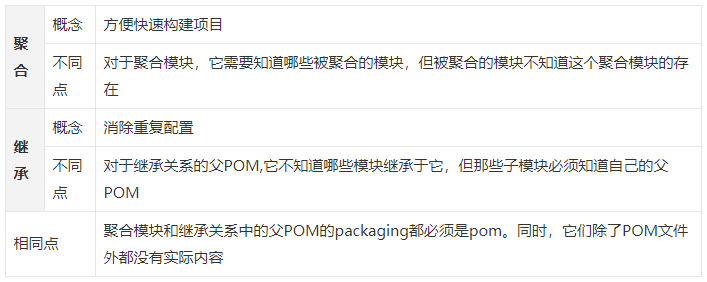 聚合
概念
方便快速构建项目
不同点
对于聚合模块，它需要知道哪些被聚合的模块，但被聚合的模块不知道这个聚合模块的存
在
继承
概念
消除重复配置
不同点
对于继承关系的父POM,它不知道哪些模块继承于它，但那些子模块必须知道自己的父
POM
相同点
聚合模块和继承关系中的父POM的packaging都必须是pom。同时，它们除了POM文件
外都没有实际内容